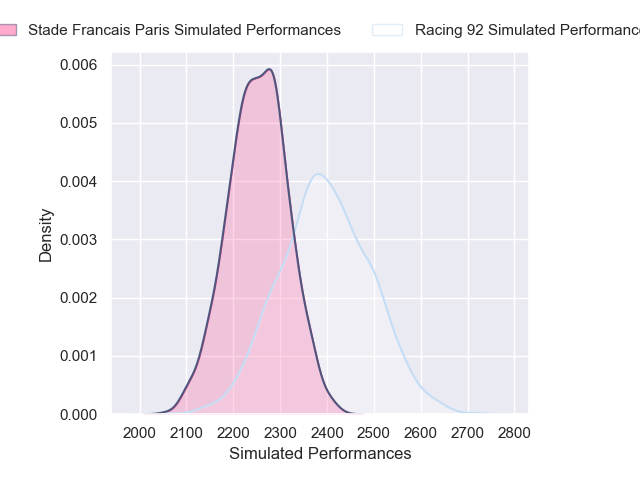 Stade Francais Paris Simulated Performances Racing 92 Simulated Performanc
0.006
0.005
0.004
0.003
0.002
0.001
0.000
Density
2000 2100 2200 2300 2400 2500 2600 2700 2800
Simulated Performances